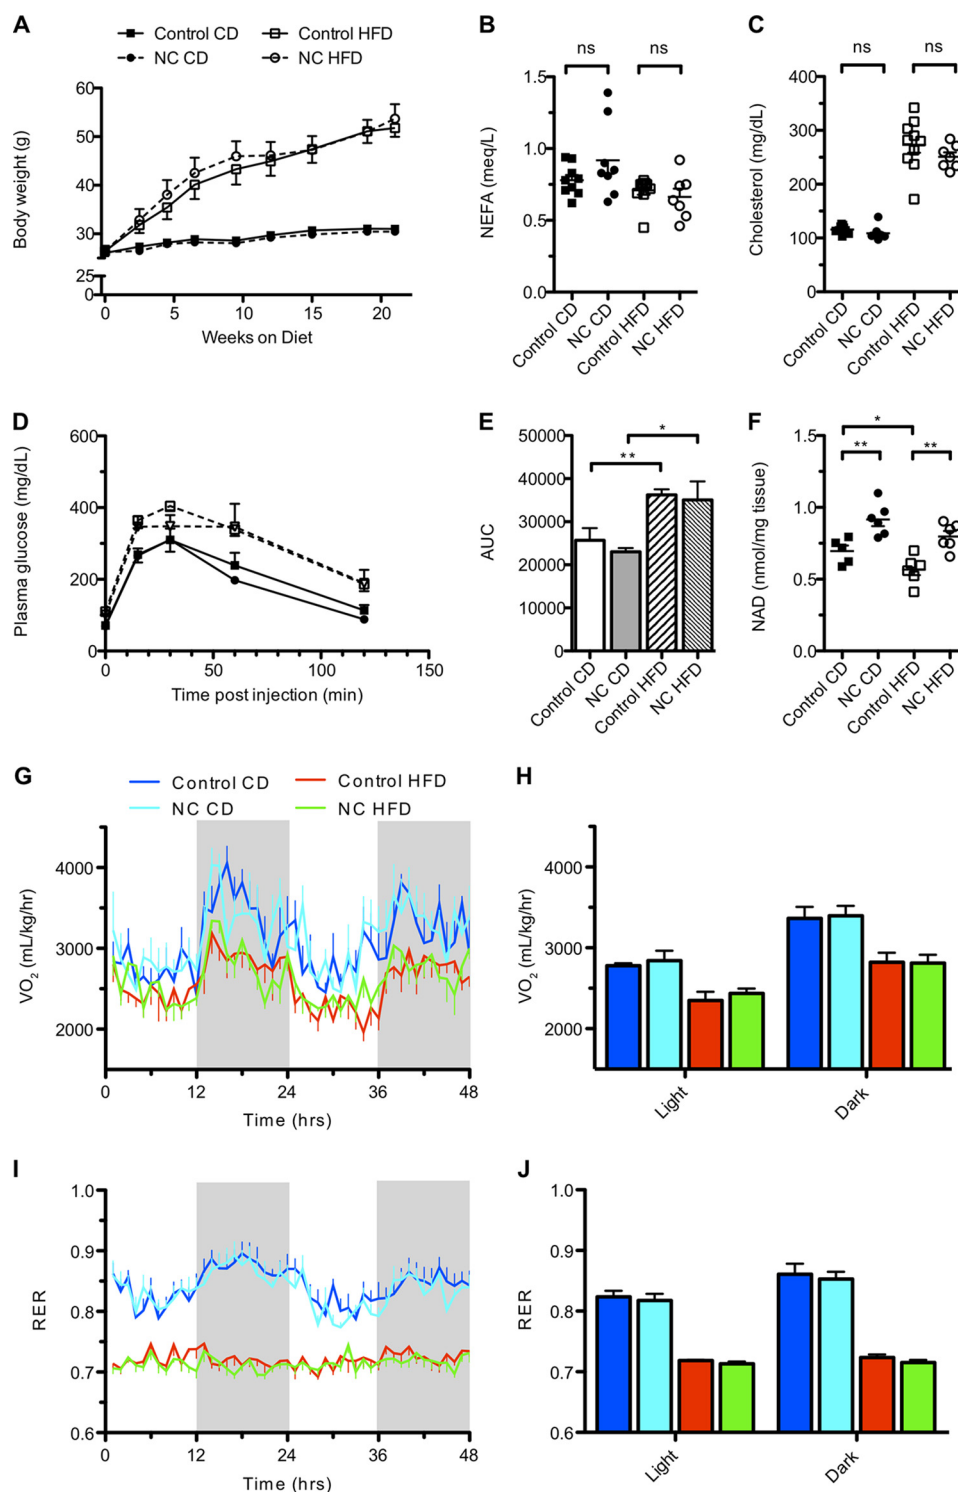 A
Control CD
Control HFD
NC CD
NC HFD
Body weight (g)
60
50
40
30
25
0
0 5 10 15 20
Weeks on Diet
B
ns ns
NEFA (meq/L)
1.5
1.0
0.5
0.0
Control CD
NC CD
Control HFD
NC HFD
C
ns ns
Cholesterol (mg/dL)
400
300
200
100
0
Control CD
NC CD
Control HFD
NC HFD
D
Plasma glucose (mg/dL)
600
400
200
0
0 50 100 150
Time post injection (min)
E
*
**
AUC
50000
40000
30000
20000
10000
0
Control CD
NC CD
Control HFD
NC HFD
F
*
** **
NAD (nmol/mg tissue)
1.5
1.0
0.5
0.0
Control CD
NC CD
Control HFD
NC HFD
G
Control CD
Control HFD
NC CD
NC HFD
VO2 (mL/kg/hr)
4000
3000
2000
0 12 24 36 48
Time (hrs)
H
VO2 (mL/kg/hr)
4000
3000
2000
Light
Dark
I
RER
1.0
0.9
0.8
0.7
0.6
0 12 24 36 48
Time (hrs)
J
RER
1.0
0.9
0.8
0.7
0.6
Light
Dark